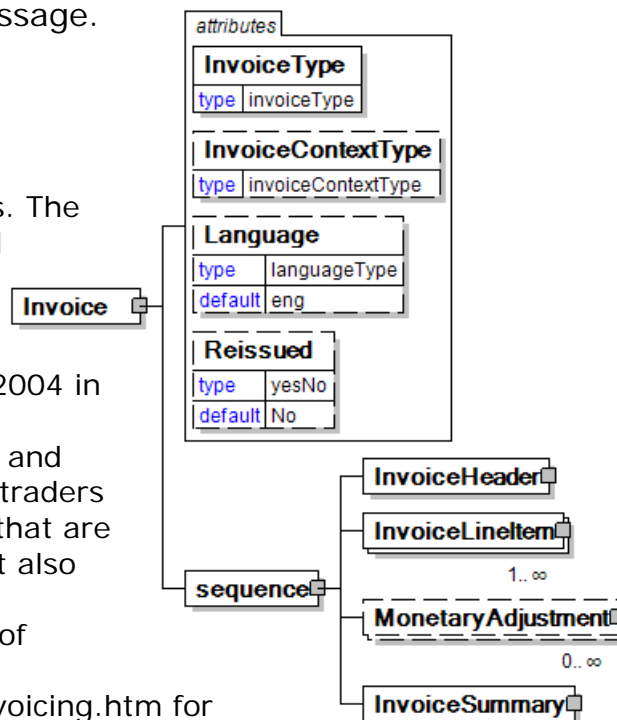 ssage.
s. The
2004 in
and
traders
that are
t also
of
voicing.htm for
attributes
InvoiceType
type invoiceType
InvoiceContextType
type invoiceContextType
Language
type languageType
default eng
Reissued
type yesNo
default No
Invoice
sequence
InvoiceHeader
InvoiceLineItem
1..∞
MonetaryAdjustment
0..∞
InvoiceSummary